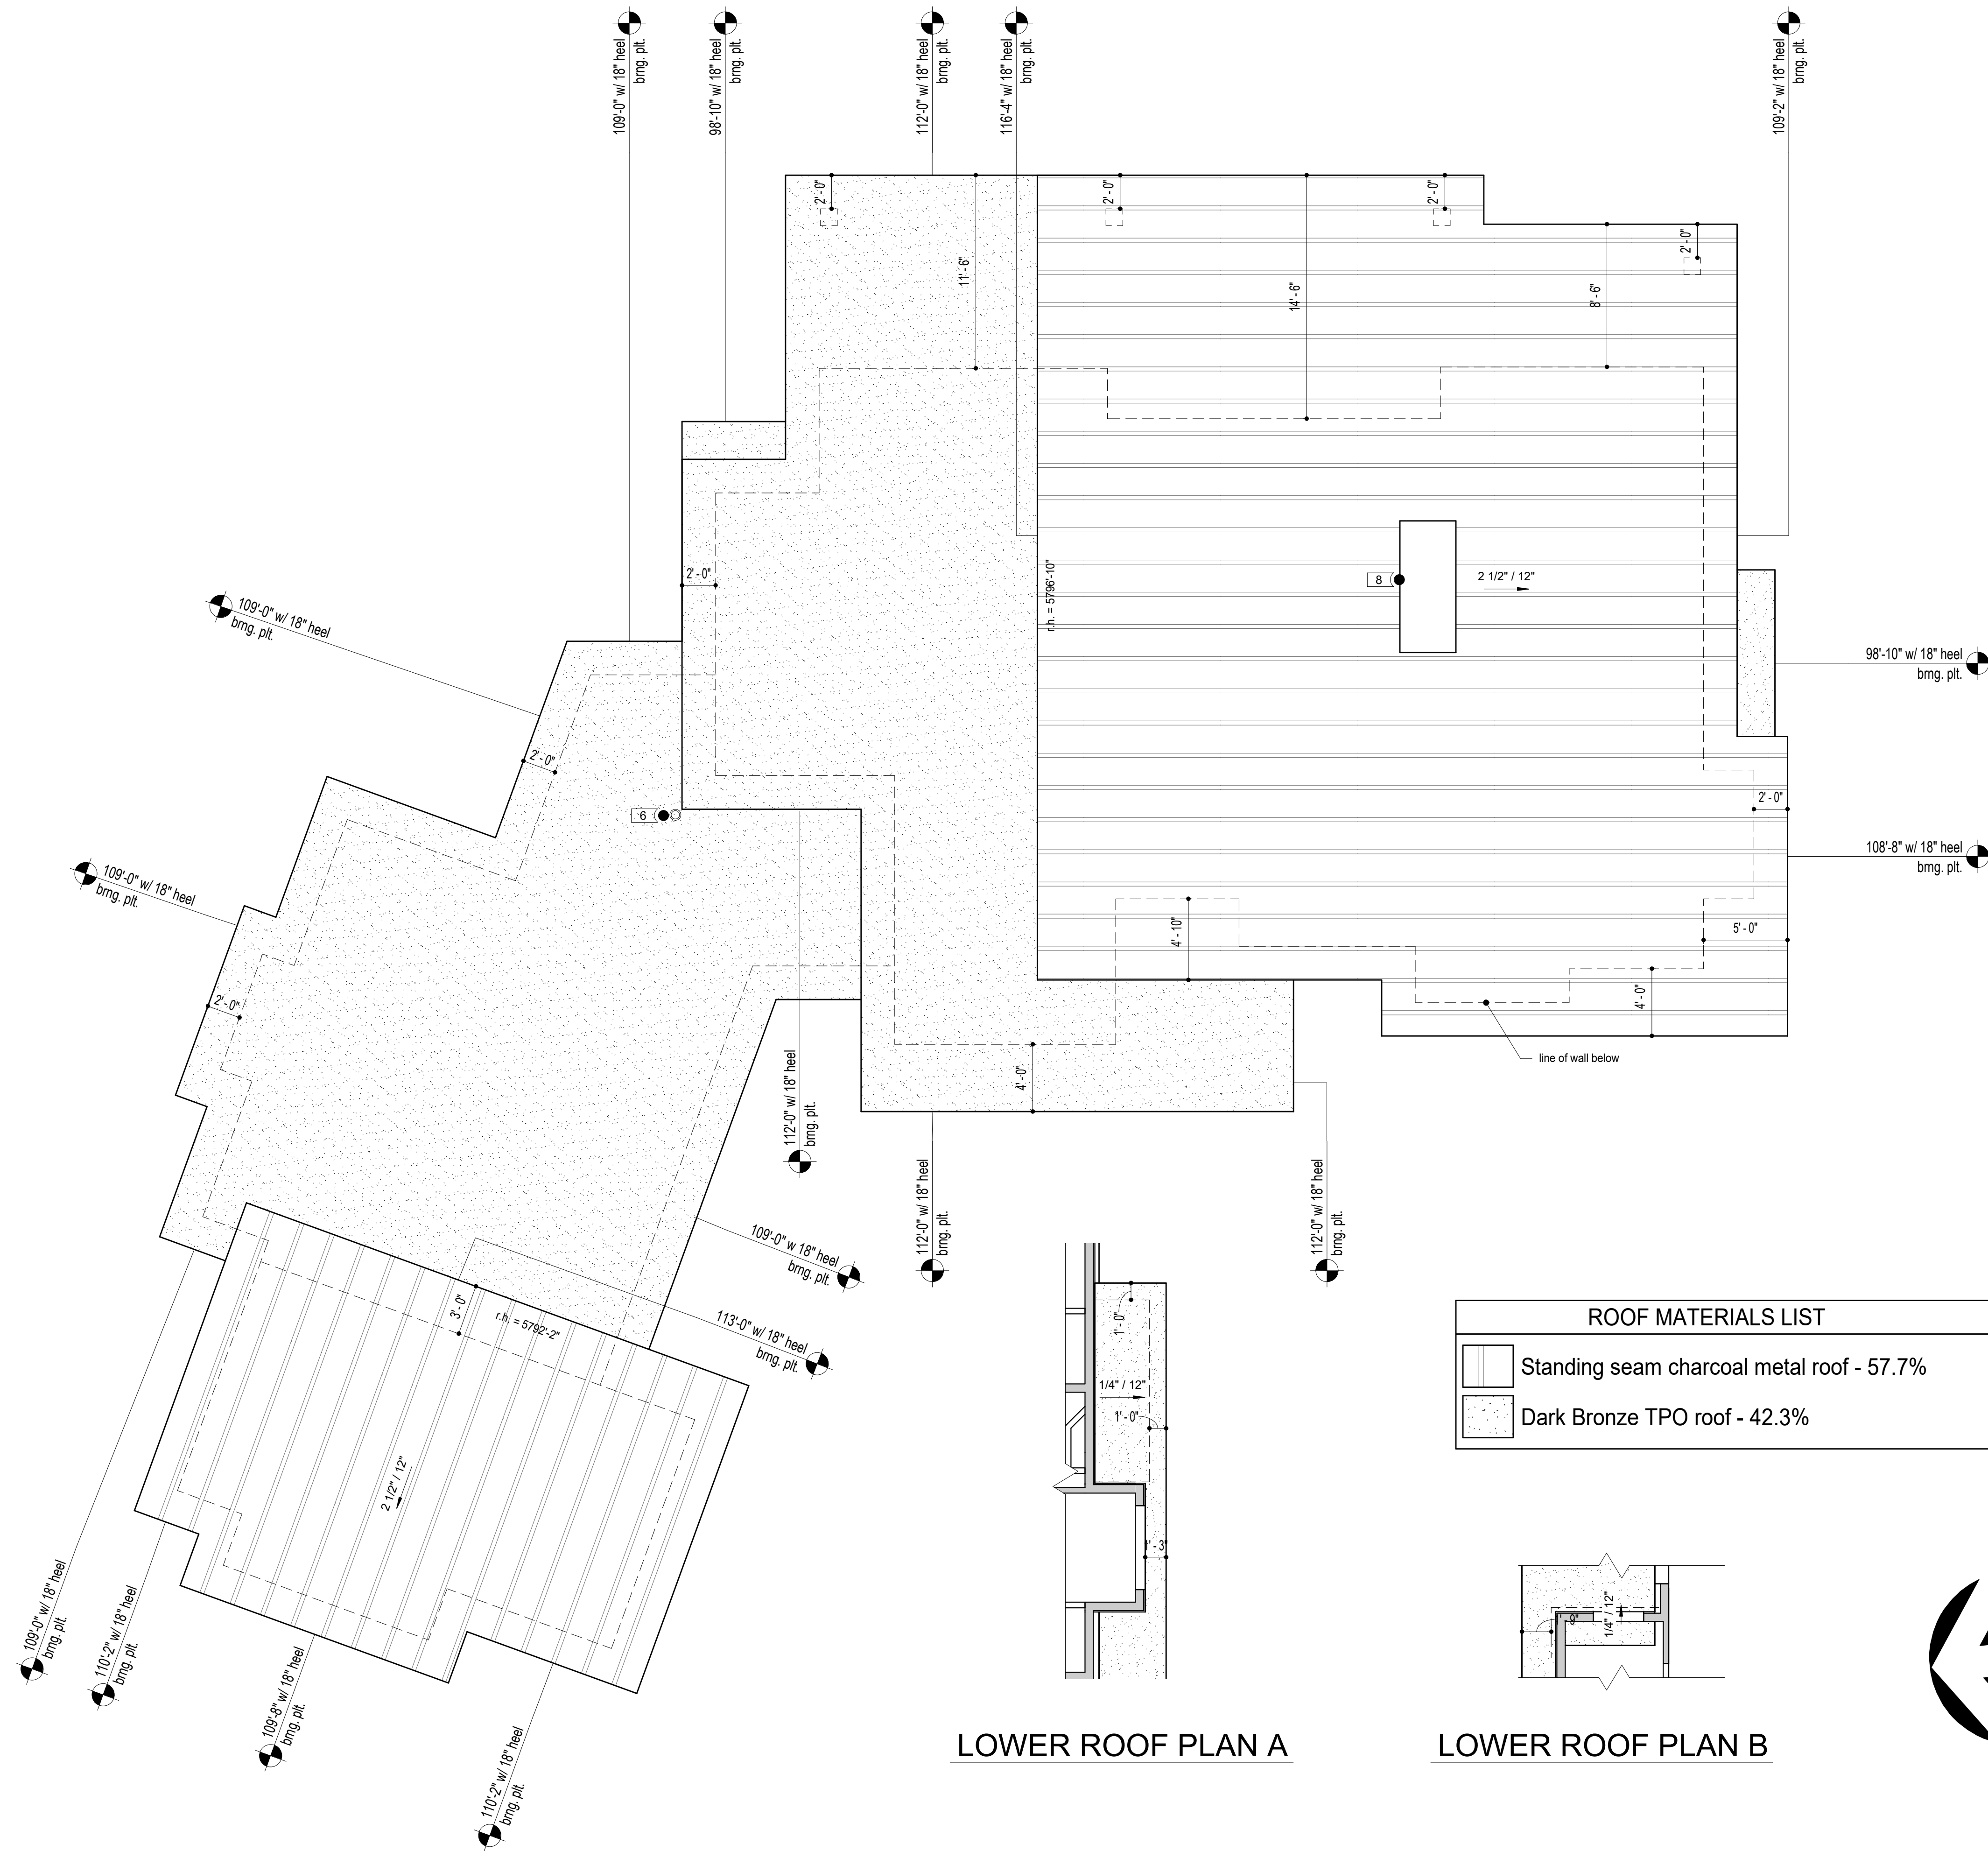 109'-0" w/ 18" heel
brng. plt.
98'-10" w/ 18" heel
brng. plt.
112'-0" w/ 18" heel
brng. plt.
116'-4" w/ 18" heel
brng. plt.
109'-2" w/ 18" heel
brng. plt.
2' - 0"
2' - 0"
2' - 0"
2' - 0"
11' - 6"
14' - 6"
8' - 6"
r.h. = 5796'-10"
8
2 1/2" / 12"
2' - 0"
109'-0" w/ 18" heel
brng. plt.
98'-10" w/ 18" heel
brng. plt.
2' - 0"
6
2' - 0"
109'-0" w/ 18" heel
brng. plt.
108'-8" w/ 18" heel
brng. plt.
4' - 10"
5' - 0"
2' - 0"
4' - 0"
4' - 0"
line of wall below
112'-0" w/ 18" heel
brng. plt.
112'-0" w/ 18" heel
brng. plt.
112'-0" w/ 18" heel
brng. plt.
109'-0" w 18" heel
brng. plt.
113'-0" w/ 18" heel
brng. plt.
3' - 0"
r.h. = 5792'-2"
2 1/2" / 12"
109'-0" w/ 18" heel
brng. plt.
110'-2" w/ 18" heel
brng. plt.
109'-8" w/ 18" heel
brng. plt.
110'-2" w/ 18" heel
brng. plt.
1' - 0"
1/4" / 12"
1' - 0"
' - 3"
ROOF MATERIALS LIST
Standing seam charcoal metal roof - 57.7%
Dark Bronze TPO roof - 42.3%
' - 9"
1/4" / 12"
LOWER ROOF PLAN A
LOWER ROOF PLAN B